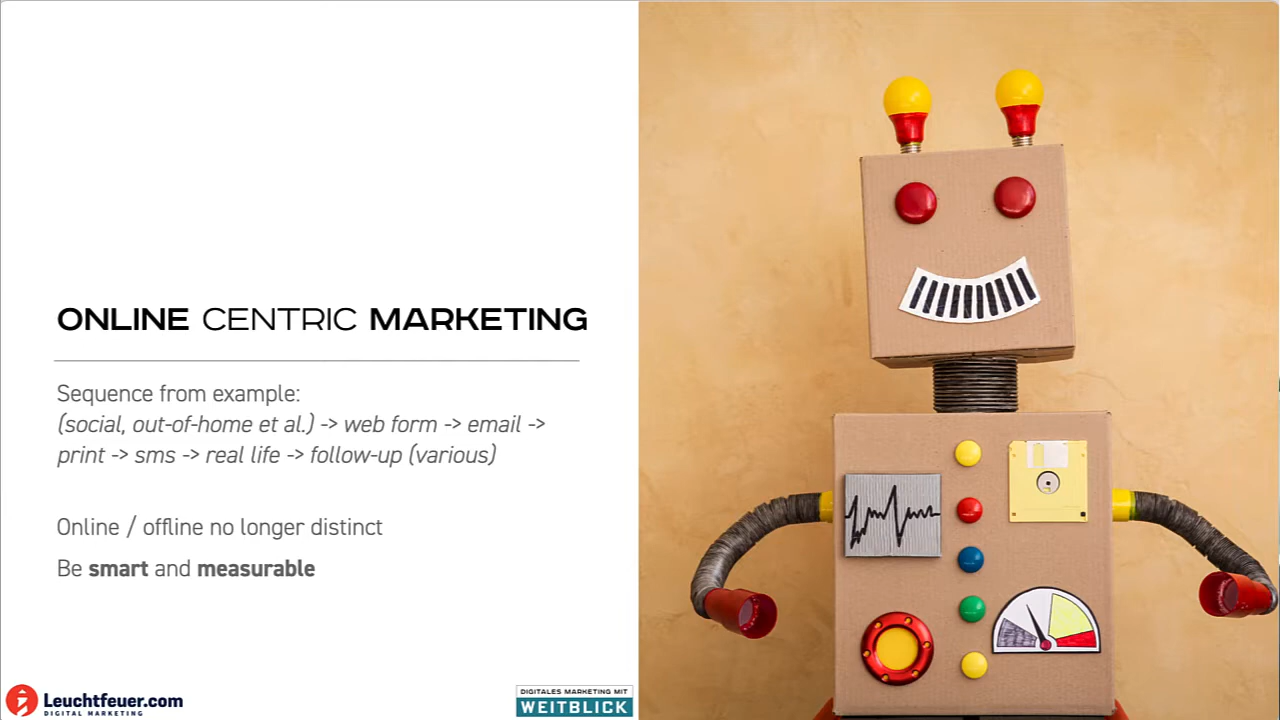 ONLINE CENTRIC MARKETING
Sequence from example:
(social, out-of-home et al.) -> web form -> email ->
print -> sms -> real life -> follow-up (various)
Online / offline no longer distinct
Be smart and measurable
Leuchtfeuer.com
DIGITAL MARKETING
DIGITALES MARKETING MIT
WEITBLICK